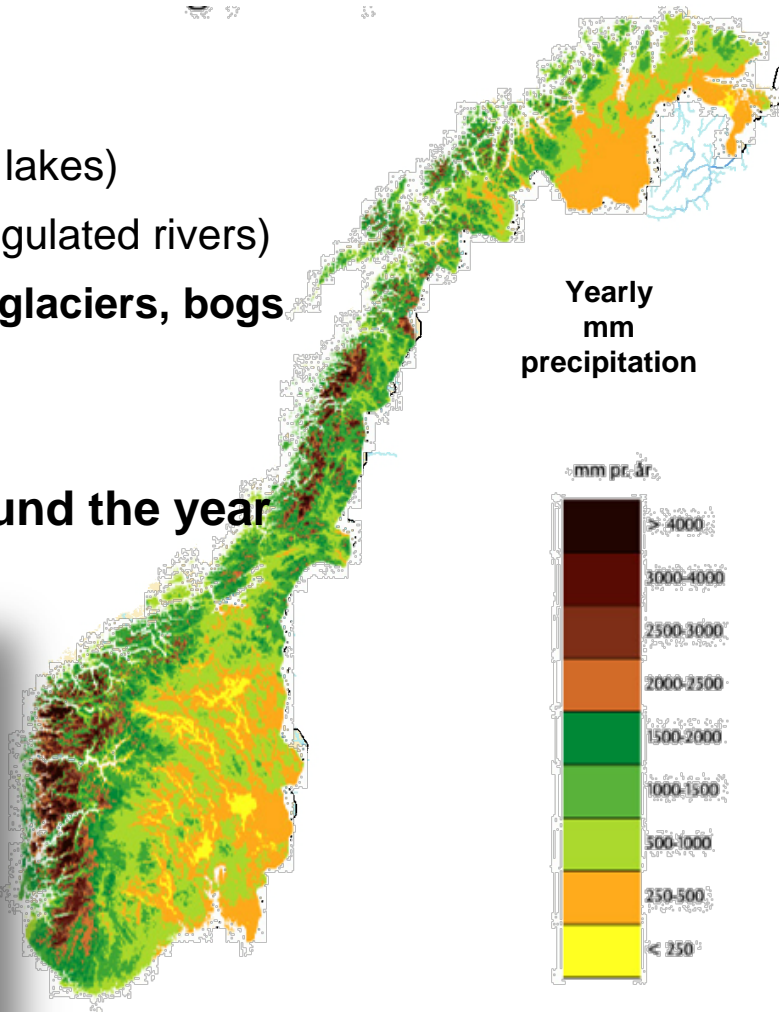 lakes)
gulated rivers)
glaciers, bogs
und the year
Yearly
mm
precipitation
mm pr. år
> 4000
3000-4000
2500-3000
2000-2500
1500-2000
1000-1500
500-1000
250-500
< 250